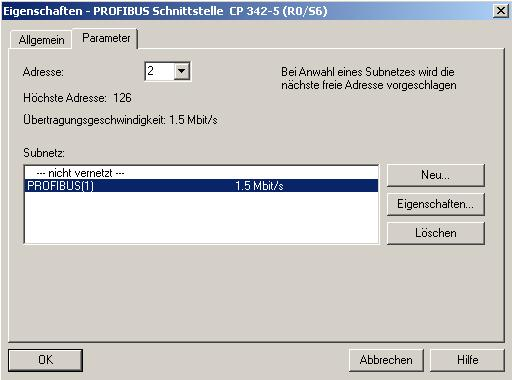 Eigenschaften - PROFIBUS Schnittstelle CP 342-5 (R0/S6)
Allgemein Parameter
Adresse: 2
Bei Anwahl eines Subnetzes wird die
nächste freie Adresse vorgeschlagen
Höchste Adresse: 126
Übertragungsgeschwindigkeit: 1.5 Mbit/s
Subnetz:
--- nicht vernetzt ---
PROFIBUS(1) 1.5 Mbit/s
Neu...
Eigenschaften...
Löschen
OK Abbrechen Hilfe